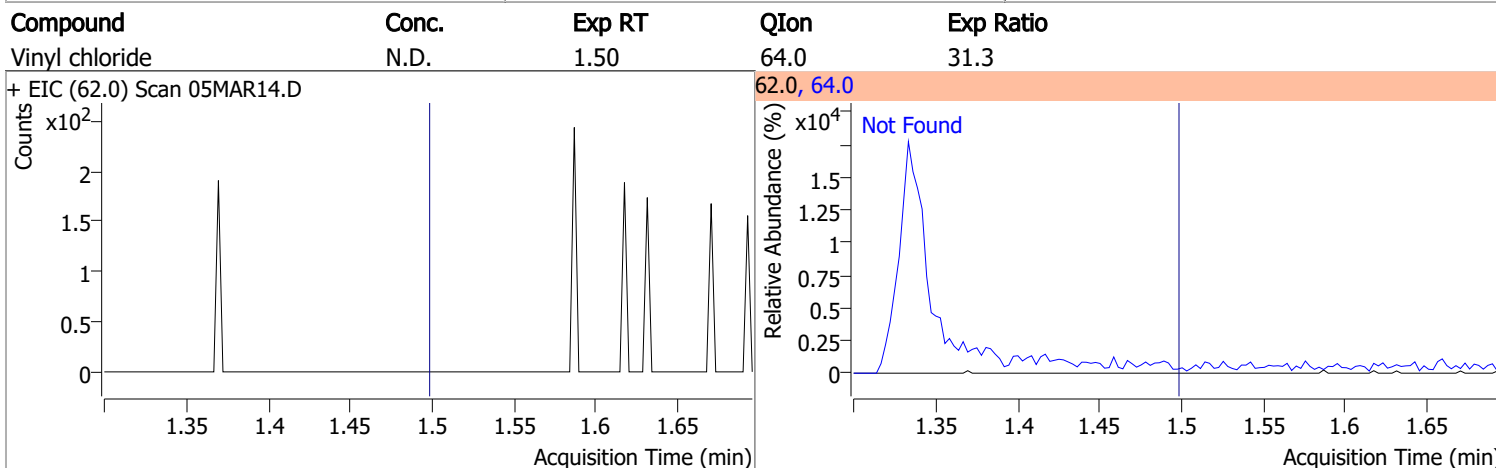 Compound Conc. Exp RT QIon Exp Ratio
Vinyl chloride N.D. 1.50 64.0 31.3
+ EIC (62.0) Scan 05MAR14.D
Counts
x10²
2
1.5
1
0.5
0
1.35 1.4 1.45 1.5 1.55 1.6 1.65
Acquisition Time (min)
62.0, 64.0
Relative Abundance (%)
x10⁴
Not Found
1.5
1.25
1
0.75
0.5
0.25
0
1.35 1.4 1.45 1.5 1.55 1.6 1.65
Acquisition Time (min)